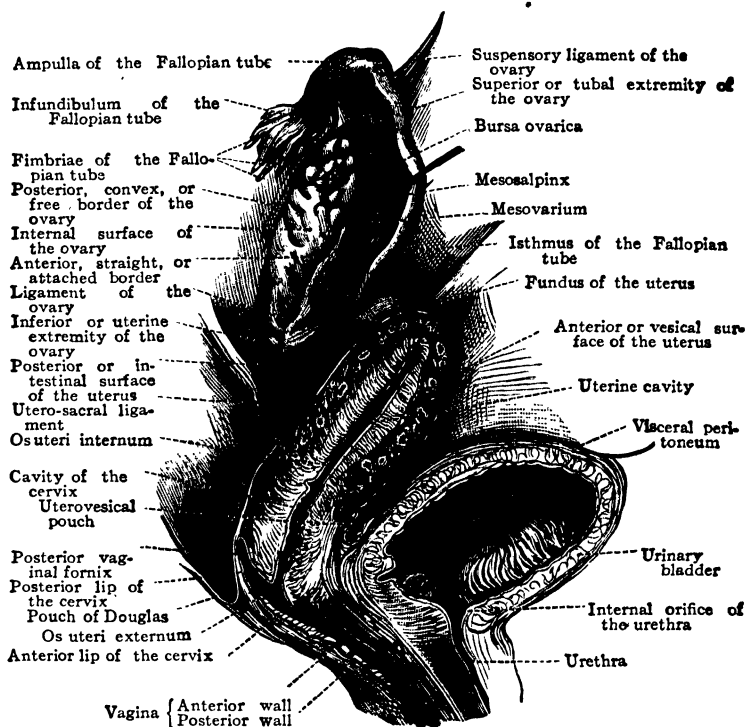 Ampulla of the Fallopian tube
Infundibulum of the
Fallopian tube
Fimbriae of the Fallo-
pian tube
Posterior, convex, or
free border of the
ovary
Internal surface of
the ovary
Anterior, straight, or
attached border
Ligament of the
ovary
Inferior or uterine
extremity of the
ovary
Posterior or in-
testinal surface
of the uterus
Utero-sacral liga-
ment
Os uteri internum
Cavity of the
cervix
Uterovesical
pouch
Posterior vag-
inal fornix
Posterior lip of
the cervix
Pouch of Douglas
Os uteri externum
Anterior lip of the cervix
Vagina { Anterior wall
Posterior wall
Suspensory ligament of the
ovary
Superior or tubal extremity of
the ovary
Bursa ovarica
Mesosalpinx
Mesovarium
Isthmus of the Fallopian
tube
Fundus of the uterus
Anterior or vesical sur-
face of the uterus
Uterine cavity
Visceral peri-
toneum
Urinary
bladder
Internal orifice of
the urethra
Urethra